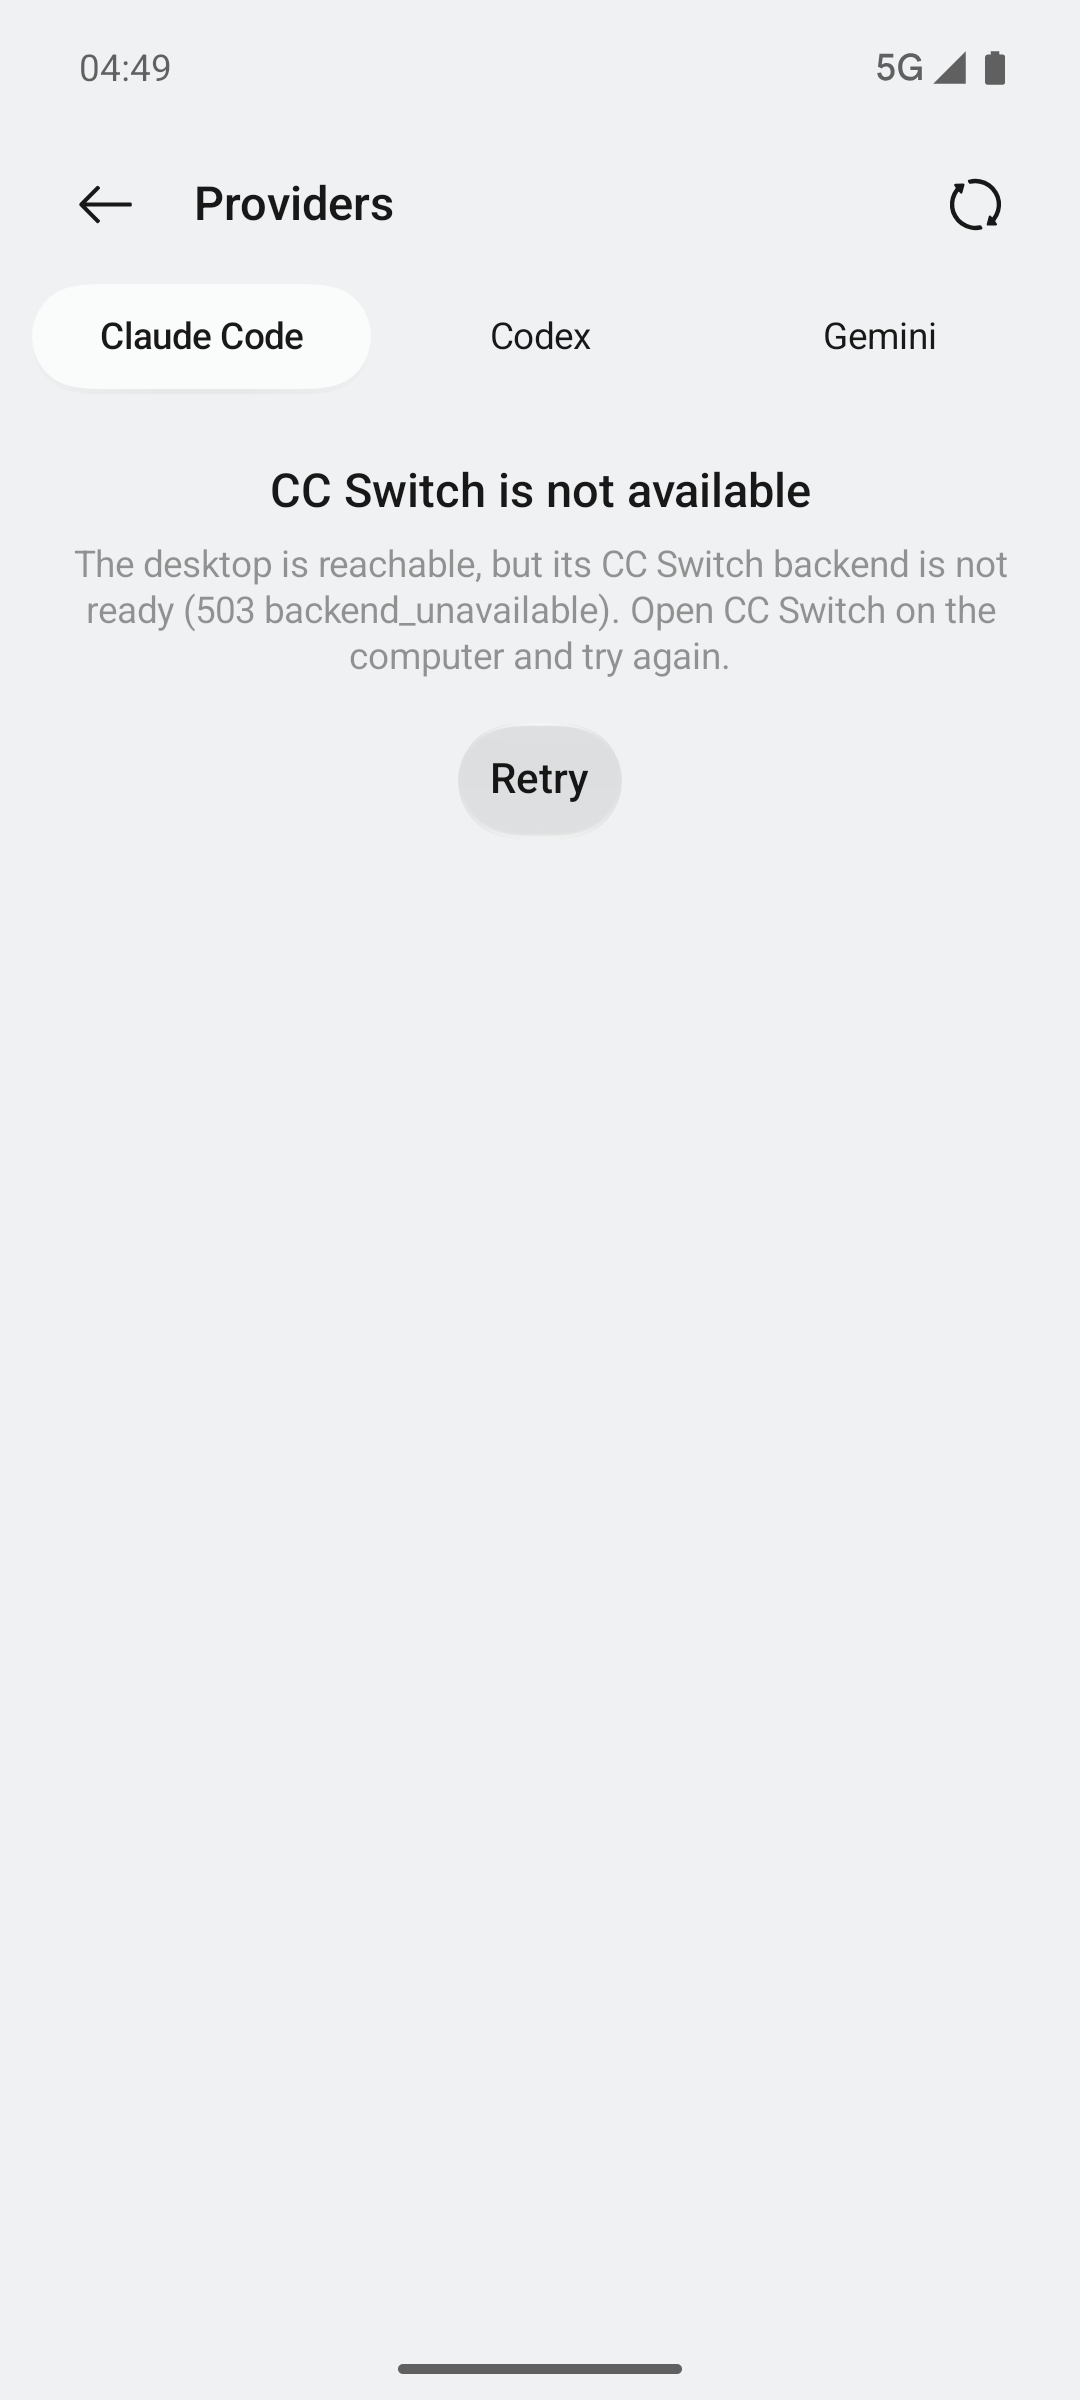 04:49
5G
Providers
Claude Code
Codex
Gemini
CC Switch is not available
The desktop is reachable, but its CC Switch backend is not
ready (503 backend_unavailable). Open CC Switch on the
computer and try again.
Retry